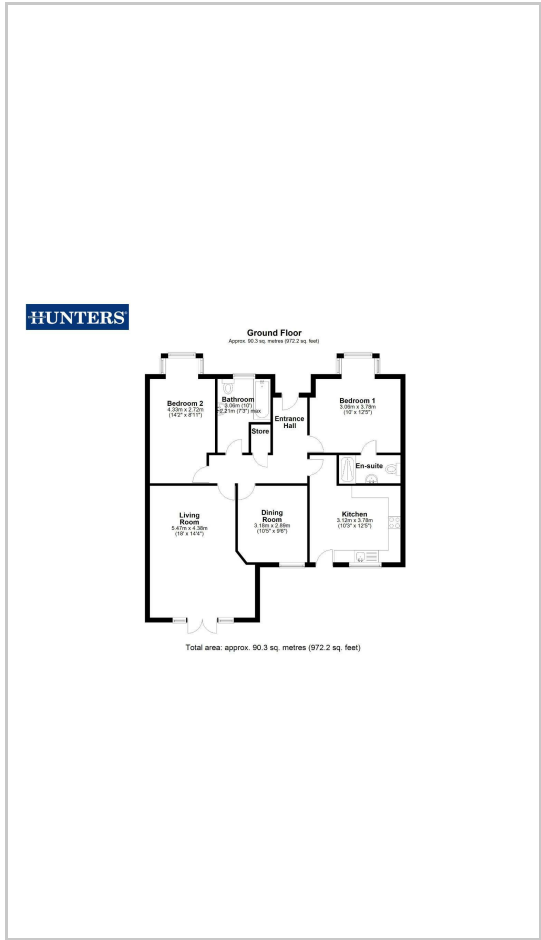 HUNTERS
Ground Floor
Approx. 90.3 sq. metres (972.2 sq. feet)
Bedroom 2
4.33m x 2.72m
(14'2" x 8'11")
Bathroom
3.06m (10')
x 2.21m (7'3") max
Entrance
Hall
Store
Bedroom 1
3.06m x 3.78m
(10' x 12'5")
En-suite
Living
Room
5.47m x 4.38m
(18' x 14'4")
Dining
Room
3.18m x 2.89m
(10'5" x 9'6")
Kitchen
3.12m x 3.78m
(10'3" x 12'5")
Total area: approx. 90.3 sq. metres (972.2 sq. feet)